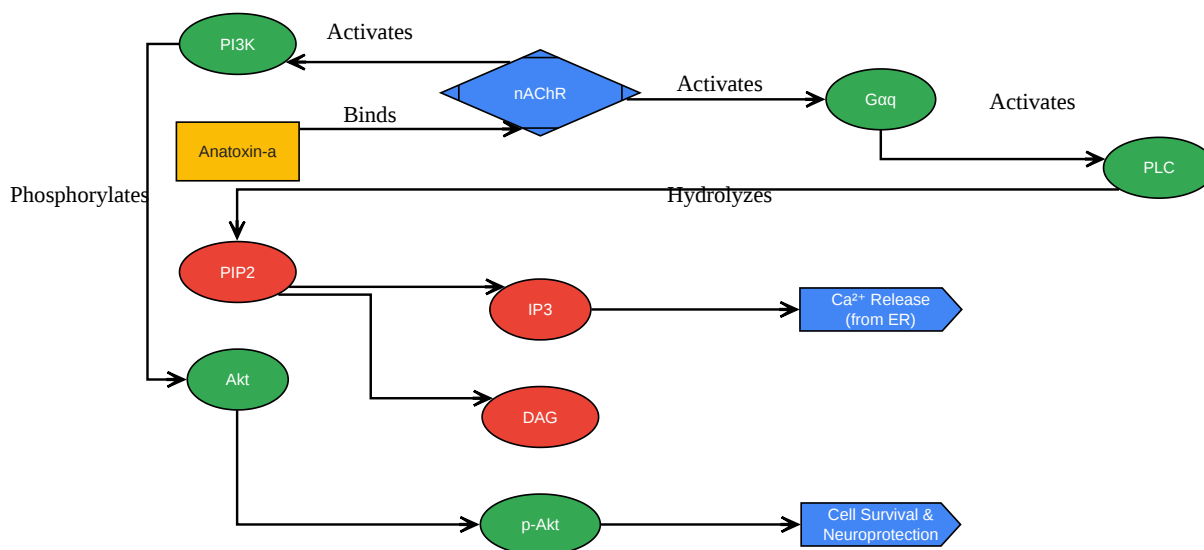 Activates
PI3K
nAChR
Activates
Gαq
Activates
Binds
Anatoxin-a
PLC
Phosphorylates
Hydrolyzes
PIP2
IP3
Ca²⁺ Release
(from ER)
Akt
DAG
p-Akt
Cell Survival &
Neuroprotection